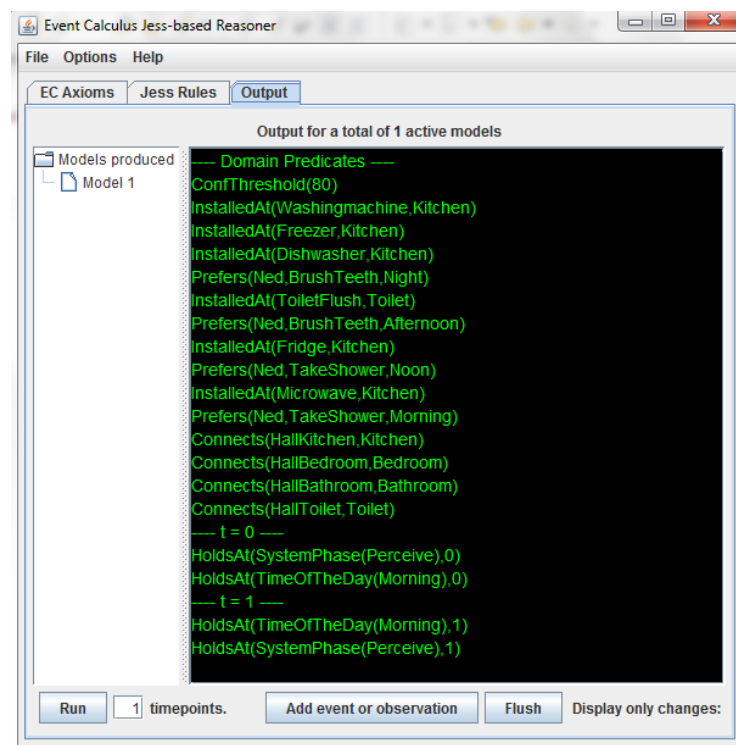 Event Calculus Jess-based Reasoner
File Options Help
EC Axioms Jess Rules Output
Output for a total of 1 active models
Models produced
Model 1
---- Domain Predicates ----
ConfThreshold(80)
InstalledAt(Washingmachine,Kitchen)
InstalledAt(Freezer,Kitchen)
InstalledAt(Dishwasher,Kitchen)
Prefers(Ned,BrushTeeth,Night)
InstalledAt(ToiletFlush,Toilet)
Prefers(Ned,BrushTeeth,Afternoon)
InstalledAt(Fridge,Kitchen)
Prefers(Ned,TakeShower,Noon)
InstalledAt(Microwave,Kitchen)
Prefers(Ned,TakeShower,Morning)
Connects(HallKitchen,Kitchen)
Connects(HallBedroom,Bedroom)
Connects(HallBathroom,Bathroom)
Connects(HallToilet,Toilet)
---- t = 0 ----
HoldsAt(SystemPhase(Perceive),0)
HoldsAt(TimeOfTheDay(Morning),0)
---- t = 1 ----
HoldsAt(TimeOfTheDay(Morning),1)
HoldsAt(SystemPhase(Perceive),1)
Run 1 timepoints. Add event or observation Flush Display only changes: